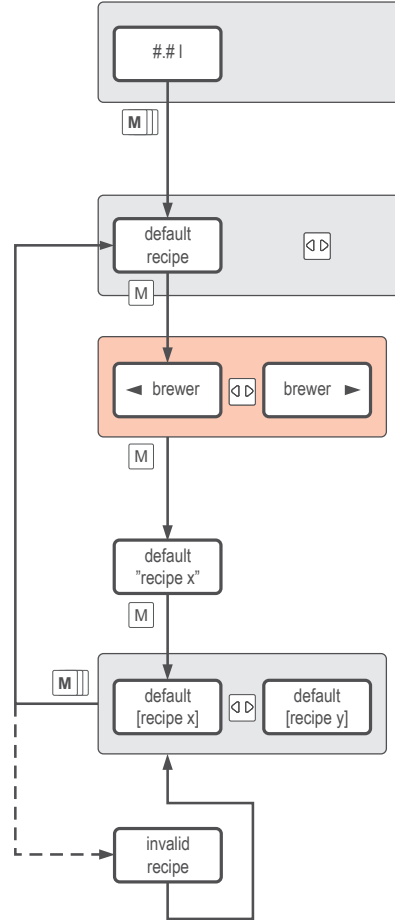 #.# l
M
default
recipe
M
◄ brewer
brewer ►
M
default
"recipe x"
M
M
default
[recipe x]
default
[recipe y]
invalid
recipe